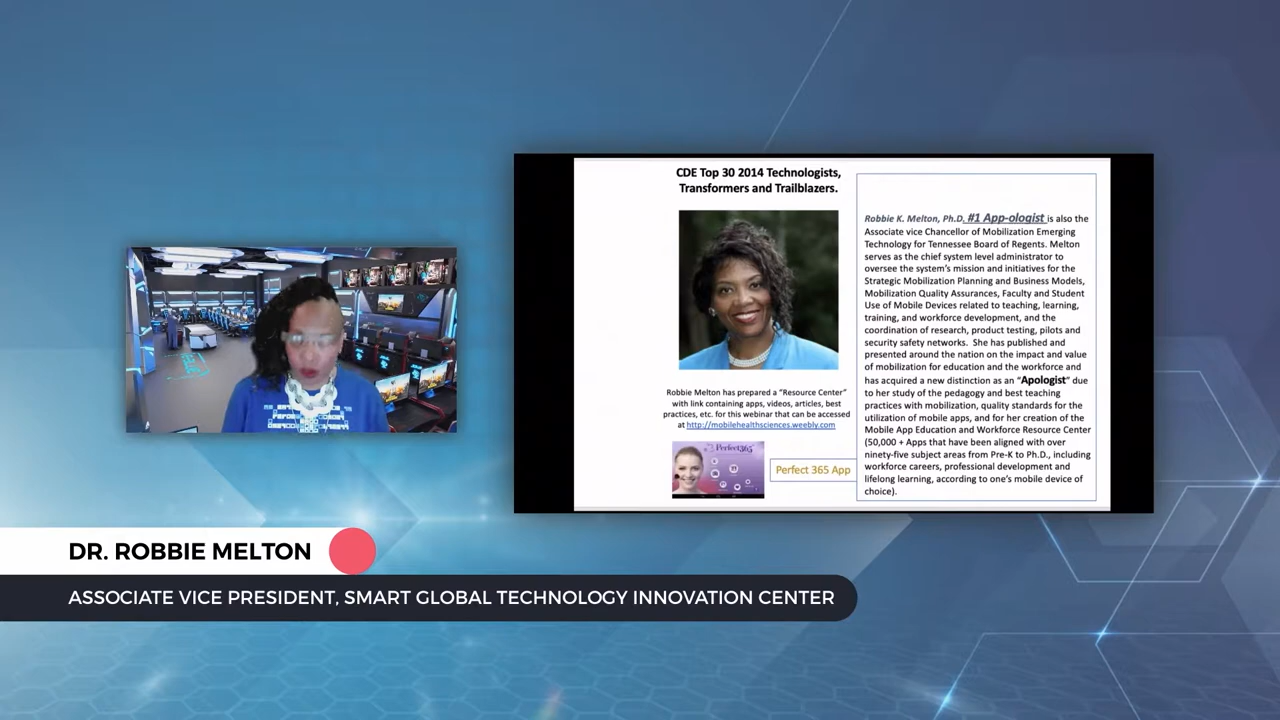 CDE Top 30 2014 Technologists,
Transformers and Trailblazers.
Robbie Melton has prepared a "Resource Center"
with link containing apps, videos, articles, best
practices, etc. for this webinar that can be accessed
at http://mobilehealthsciences.weebly.com
Perfect365
Perfect 365 App
Robbie K. Melton, Ph.D. #1 App-ologist is also the
Associate vice Chancellor of Mobilization Emerging
Technology for Tennessee Board of Regents. Melton
serves as the chief system level administrator to
oversee the system's mission and initiatives for the
Strategic Mobilization Planning and Business Models,
Mobilization Quality Assurances, Faculty and Student
Use of Mobile Devices related to teaching, learning,
training, and workforce development, and the
coordination of research, product testing, pilots and
security safety networks. She has published and
presented around the nation on the impact and value
of mobilization for education and the workforce and
has acquired a new distinction as an "Apologist" due
to her study of the pedagogy and best teaching
practices with mobilization, quality standards for the
utilization of mobile apps, and for her creation of the
Mobile App Education and Workforce Resource Center
(50,000 + Apps that have been aligned with over
ninety-five subject areas from Pre-K to Ph.D., including
workforce careers, professional development and
lifelong learning, according to one's mobile device of
choice).
DR. ROBBIE MELTON
ASSOCIATE VICE PRESIDENT, SMART GLOBAL TECHNOLOGY INNOVATION CENTER